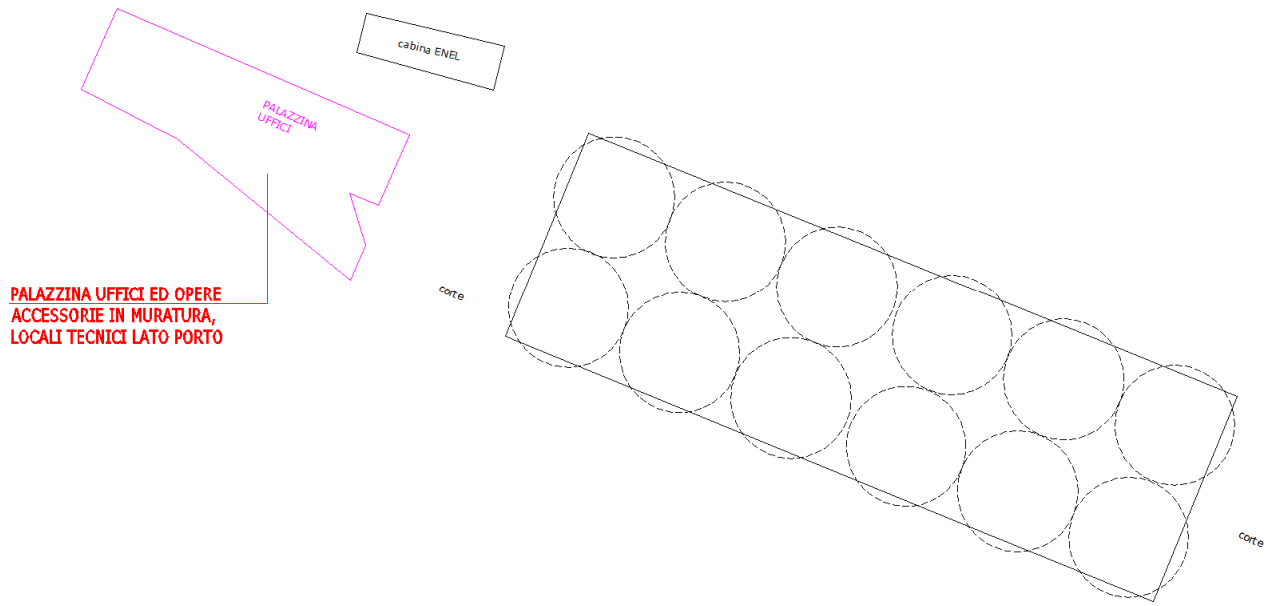 cabina ENEL
PALAZZINA
UFFICI
corte
PALAZZINA UFFICI ED OPERE
ACCESSORIE IN MURATURA,
LOCALI TECNICI LATO PORTO
corte